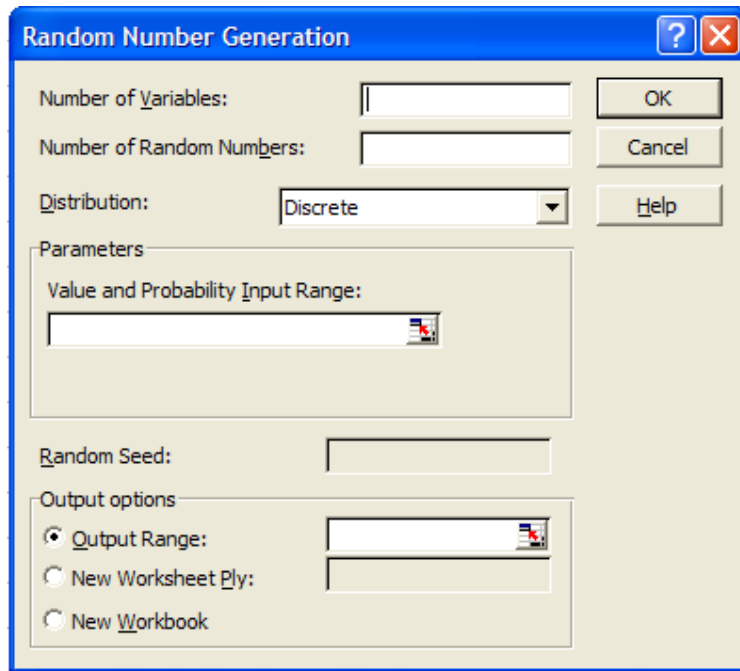 Random Number Generation
?
Number of Variables:
OK
Number of Random Numbers:
Cancel
Distribution:
Discrete
Help
Parameters
Value and Probability Input Range:
Random Seed:
Output options
Output Range:
New Worksheet Ply:
New Workbook